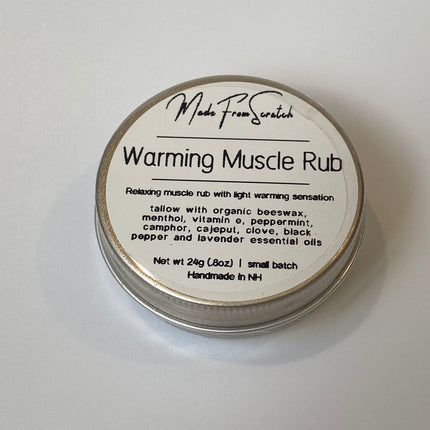 Made From Scratch
Warming Muscle Rub
Relaxing muscle rub with light warming sensation
tallow with organic beeswax,
menthol, vitamin e, peppermint,
camphor, cajeput, clove, black
pepper and lavender essential oils
Net wt 24g (.8oz) | small batch
Handmade in NH